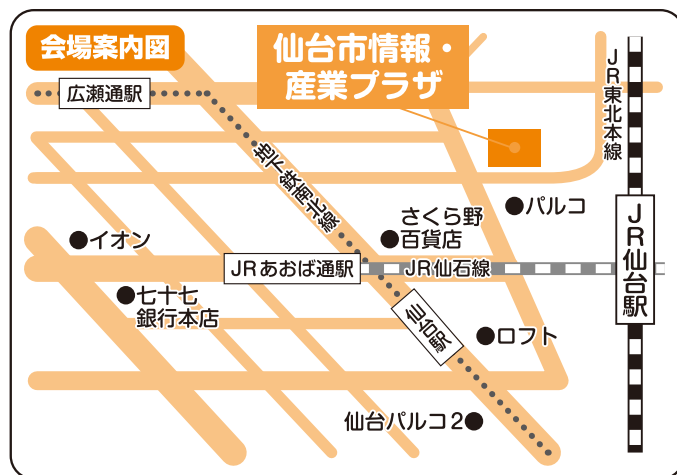 会場案内図
仙台市情報・
産業プラザ
広瀬通駅
JR東北本線
地下鉄南北線
パルコ
さくら野
百貨店
イオン
JRあおば通駅
JR仙石線
JR仙台駅
七十七
銀行本店
仙台駅
ロフト
仙台パルコ2